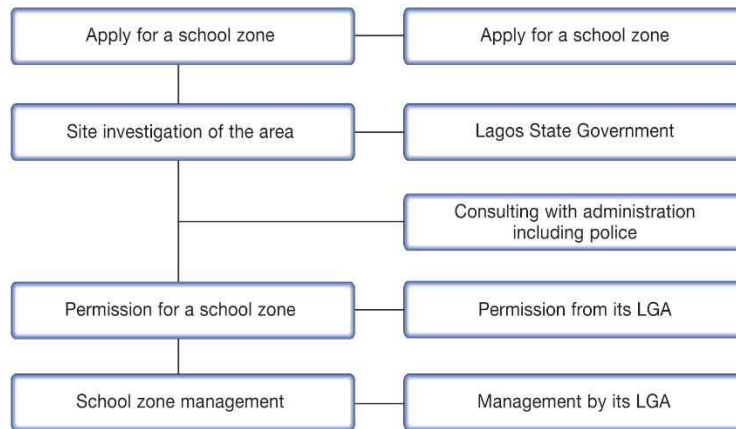 Apply for a school zone
Apply for a school zone
Site investigation of the area
Lagos State Government
Consulting with administration
including police
Permission for a school zone
Permission from its LGA
School zone management
Management by its LGA